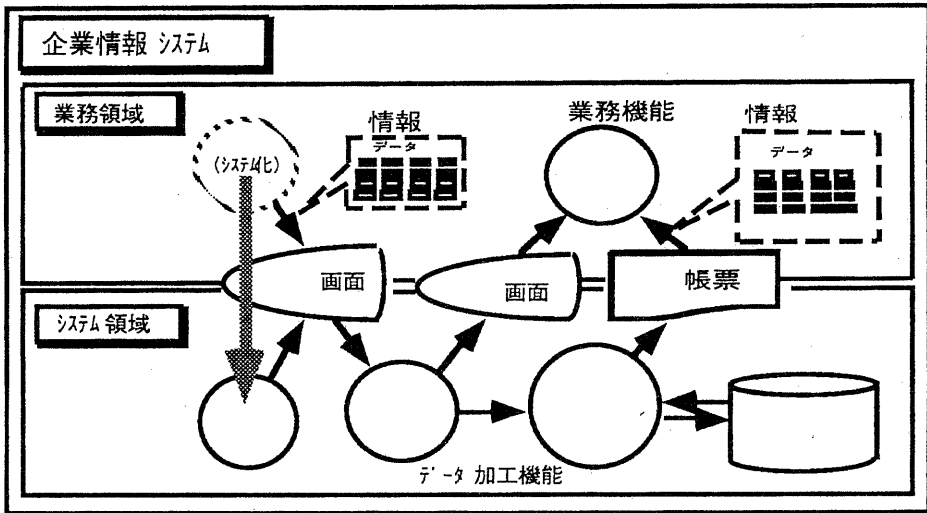 企業情報 システム
業務領域
情報
データ
業務機能
情報
データ
(システム化)
画面
画面
帳票
システム 領域
データ 加工機能